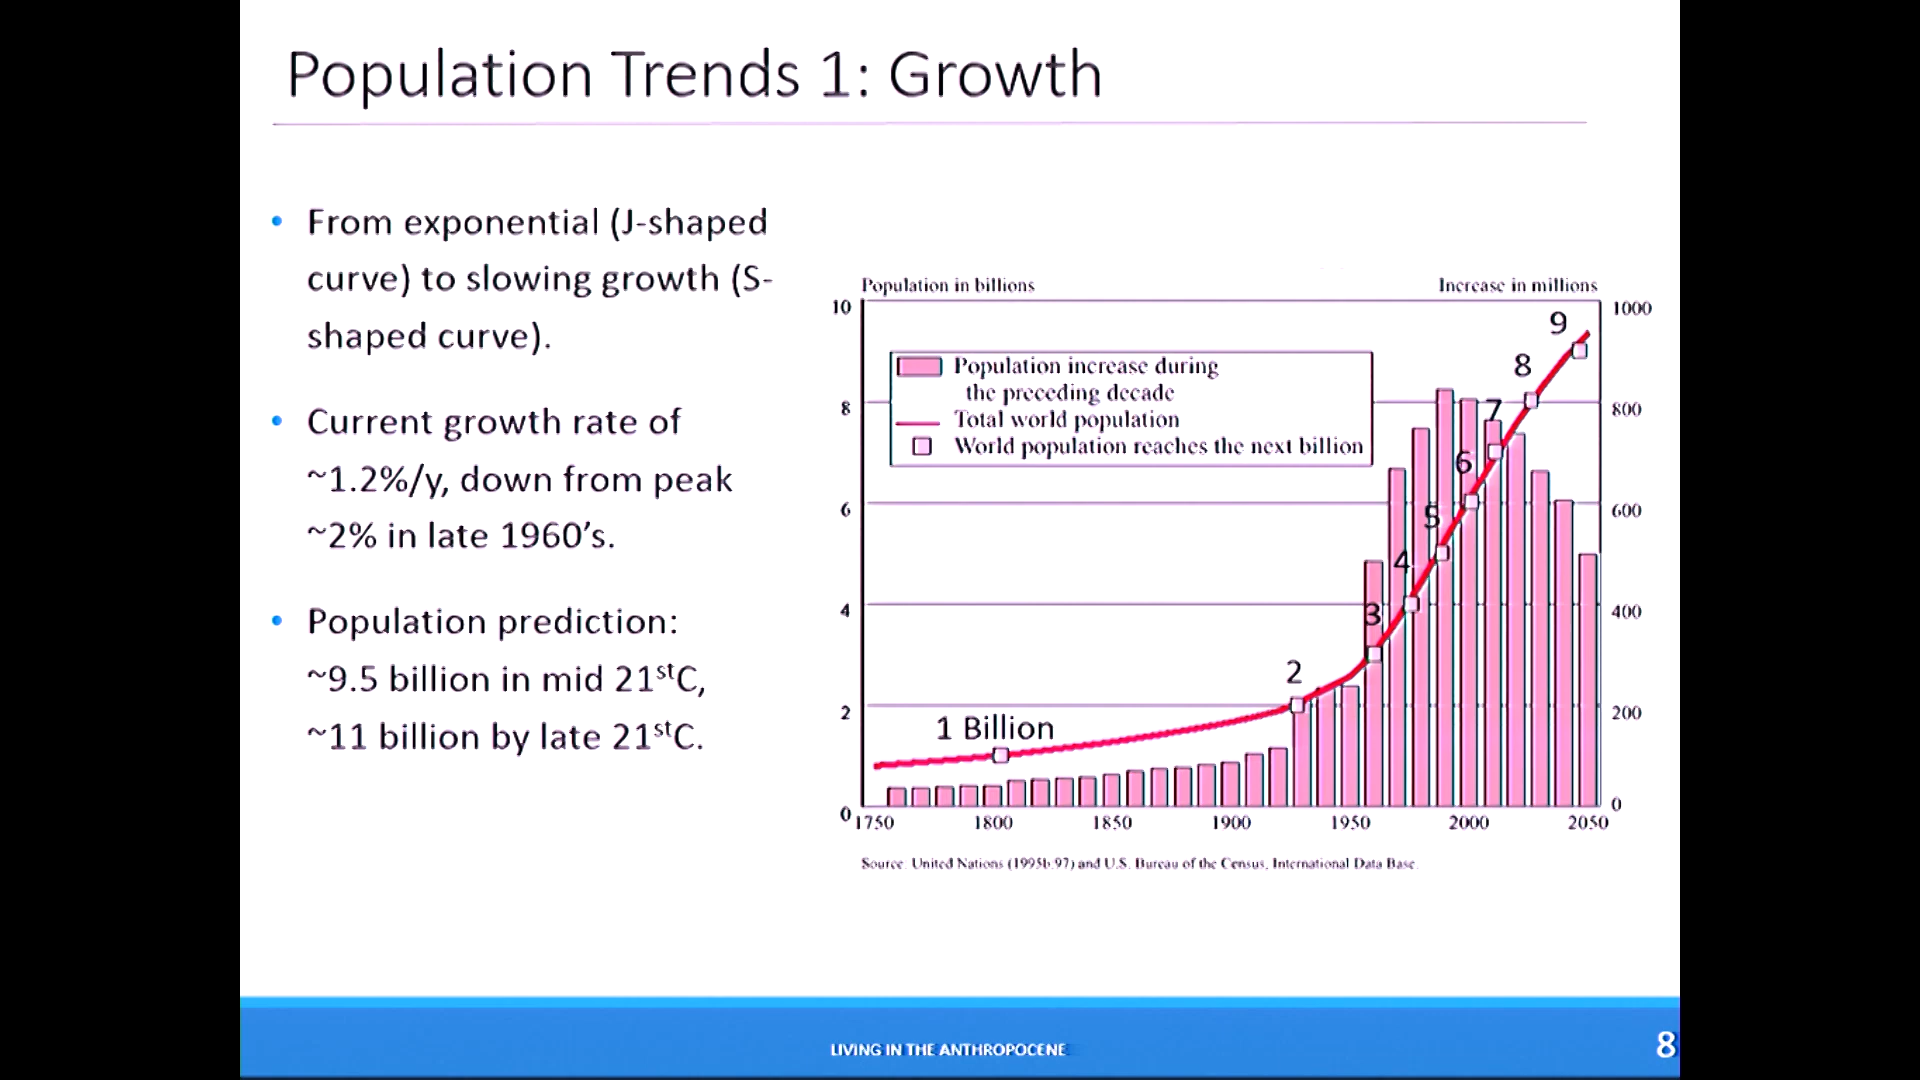 Population Trends 1: Growth
• From exponential (J-shaped
curve) to slowing growth (S-
shaped curve).
• Current growth rate of
~1.2%/y, down from peak
~2% in late 1960’s.
• Population prediction:
~9.5 billion in mid 21stC,
~11 billion by late 21stC.
Population in billions
Increase in millions
10
8
6
4
2
0
1000
800
600
400
200
0
Population increase during
the preceding decade
Total world population
World population reaches the next billion
1 Billion
2
3
4
5
6
7
8
9
1750 1800 1850 1900 1950 2000 2050
Source: United Nations (1995b.97) and U.S. Bureau of the Census, International Data Base.
LIVING IN THE ANTHROPOCENE
8